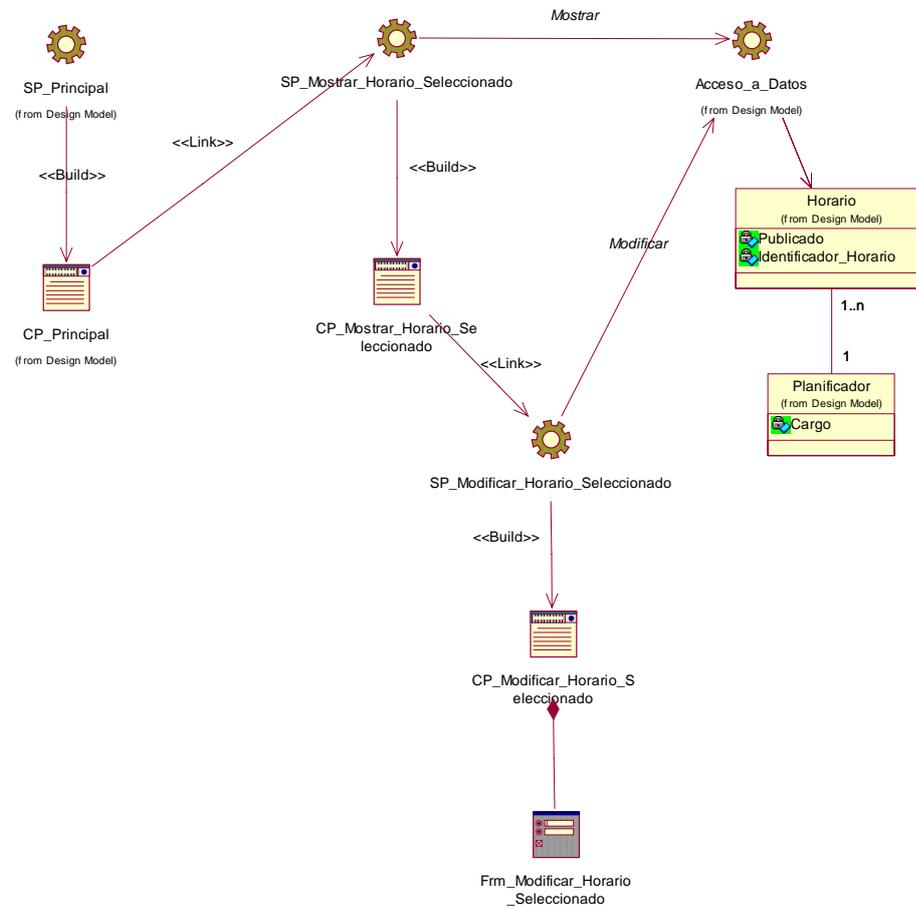 Mostrar
SP_Principal
(from Design Model)
SP_Mostrar_Horario_Seleccionado
Acceso_a_Datos
(from Design Model)
<<Link>>
<<Build>>
<<Build>>
Horario
(from Design Model)
Publicado
Identificador_Horario
Modificar
1..n
1
CP_Principal
(from Design Model)
CP_Mostrar_Horario_Se
leccionado
<<Link>>
Planificador
(from Design Model)
Cargo
SP_Modificar_Horario_Seleccionado
<<Build>>
CP_Modificar_Horario_S
eleccionado
Frm_Modificar_Horario
_Seleccionado